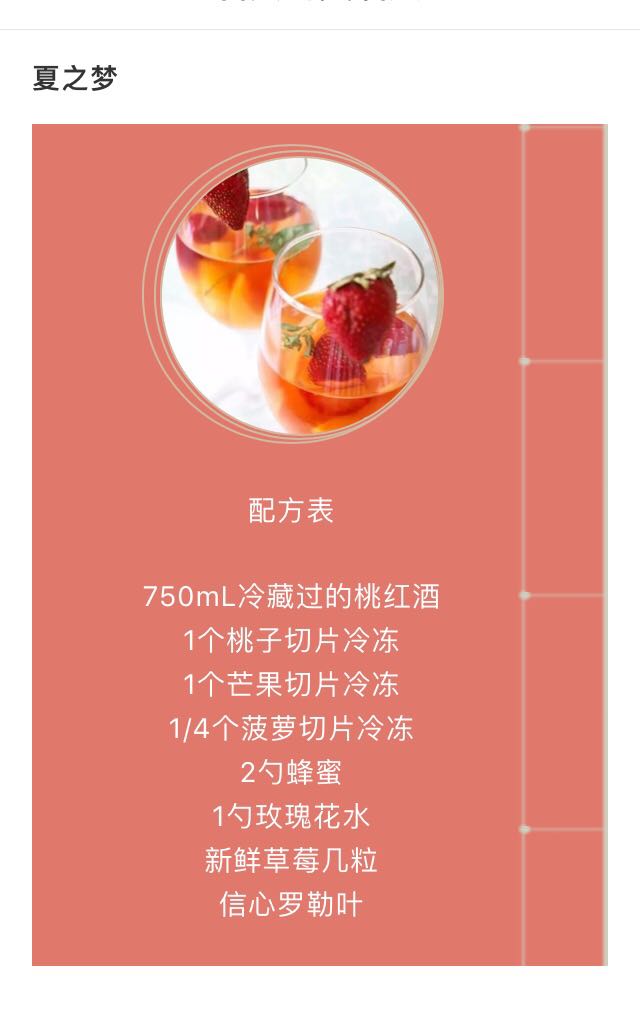 夏之梦
配方表
750mL冷藏过的桃红酒
1个桃子切片冷冻
1个芒果切片冷冻
1/4个菠萝切片冷冻
2勺蜂蜜
1勺玫瑰花水
新鲜草莓几粒
信心罗勒叶